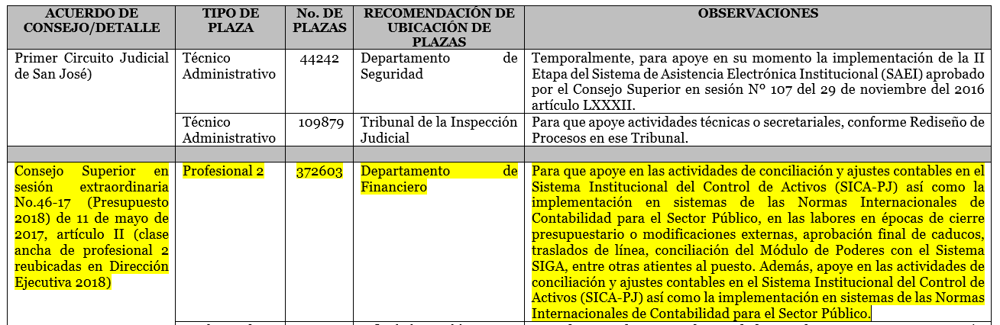 ACUERDO DE
CONSEJO/DETALLE
TIPO DE
PLAZA
No. DE
PLAZAS
RECOMENDACIÓN DE
UBICACIÓN DE
PLAZAS
OBSERVACIONES
Primer Circuito Judicial
de San José)
Técnico
Administrativo
44242
Departamento de
Seguridad
Temporalmente, para apoye en su momento la implementación de la II
Etapa del Sistema de Asistencia Electrónica Institucional (SAEI) aprobado
por el Consejo Superior en sesión Nº 107 del 29 de noviembre del 2016
artículo LXXXII.
Técnico
Administrativo
109879
Tribunal de la Inspección
Judicial
Para que apoye actividades técnicas o secretariales, conforme Rediseño de
Procesos en ese Tribunal.
Consejo Superior en
sesión extraordinaria
No.46-17 (Presupuesto
2018) de 11 de mayo de
2017, artículo II (clase
ancha de profesional 2
reubicadas en Dirección
Ejecutiva 2018)
Profesional 2
372603
Departamento de
Financiero
Para que apoye en las actividades de conciliación y ajustes contables en el
Sistema Institucional del Control de Activos (SICA-PJ) así como la
implementación en sistemas de las Normas Internacionales de
Contabilidad para el Sector Público, en las labores en épocas de cierre
presupuestario o modificaciones externas, aprobación final de caducos,
traslados de línea, conciliación del Módulo de Poderes con el Sistema
SIGA, entre otras atientes al puesto. Además, apoye en las actividades de
conciliación y ajustes contables en el Sistema Institucional del Control de
Activos (SICA-PJ) así como la implementación en sistemas de las Normas
Internacionales de Contabilidad para el Sector Público.